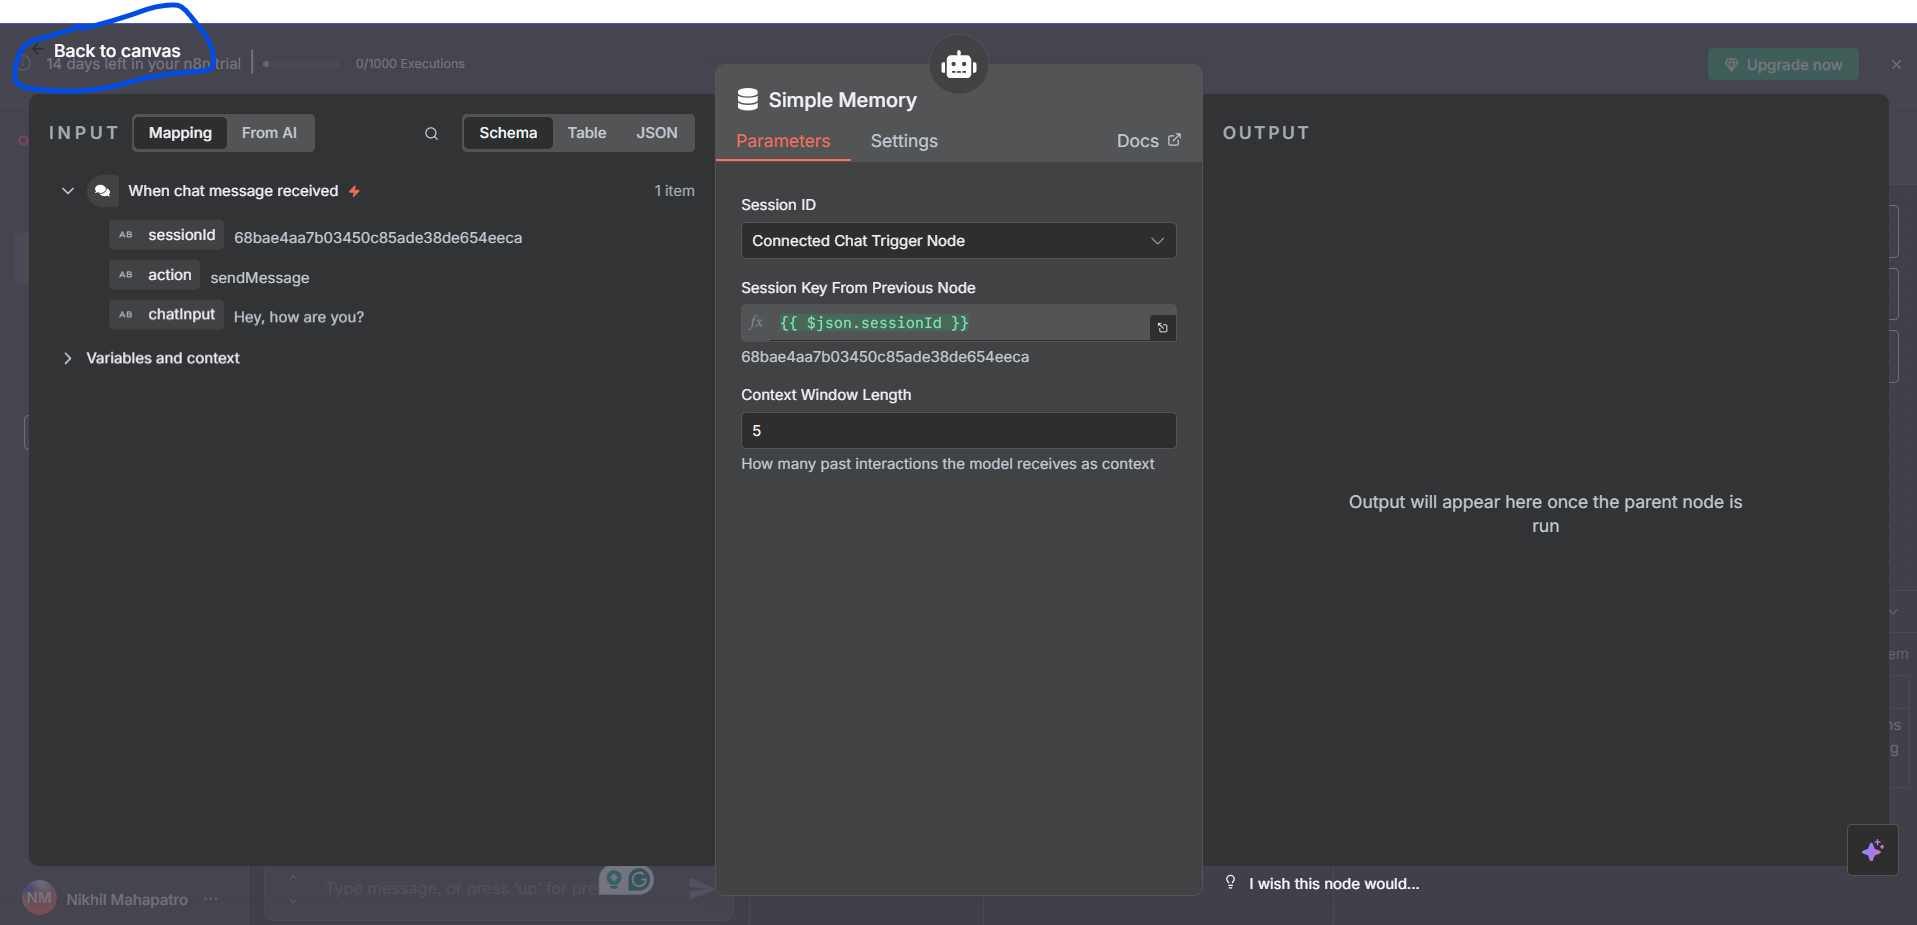 Back to canvas
14 days left in your n8n trial
0/1000 Executions
Upgrade now
INPUT
Mapping
From AI
Schema
Table
JSON
When chat message received
1 item
AB sessionId 68bae4aa7b03450c85ade38de654eeca
AB action sendMessage
AB chatInput Hey, how are you?
Variables and context
Simple Memory
Parameters
Settings
Docs
Session ID
Connected Chat Trigger Node
Session Key From Previous Node
fx {{ $json.sessionId }}
68bae4aa7b03450c85ade38de654eeca
Context Window Length
5
How many past interactions the model receives as context
OUTPUT
Output will appear here once the parent node is
run
I wish this node would...
NM Nikhil Mahapatro
Type message, or press 'up' for